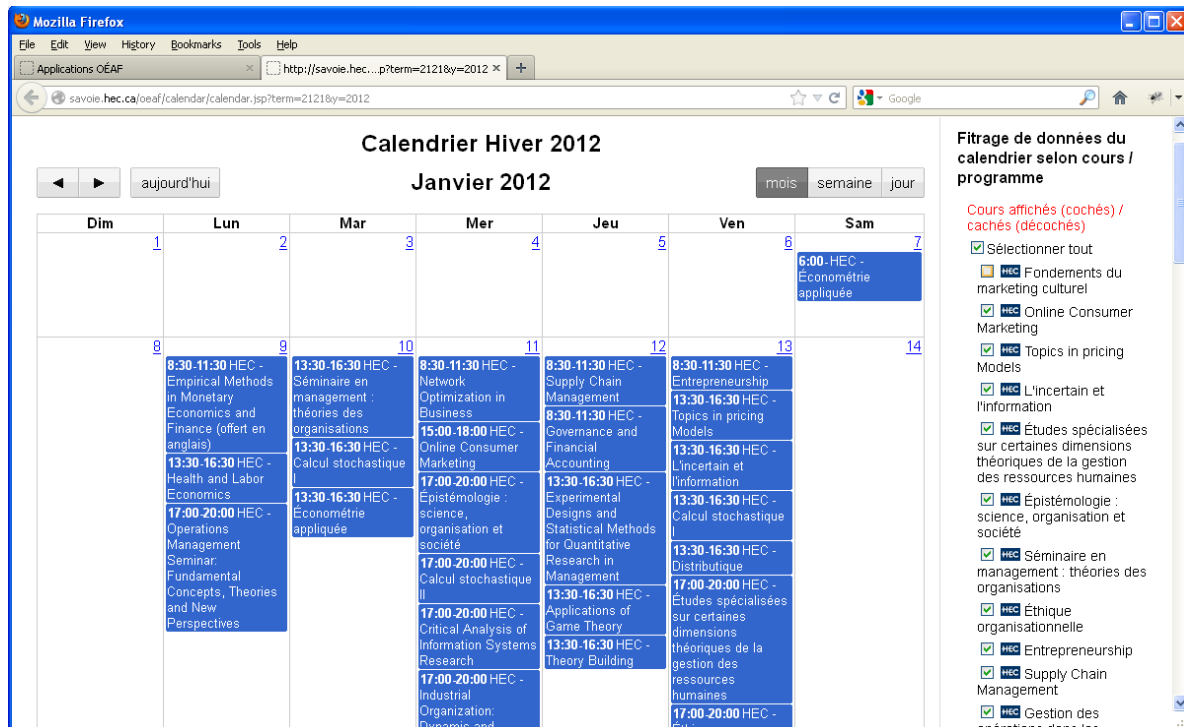 Mozilla Firefox
File Edit View History Bookmarks Tools Help
Applications OÉAF × http://savoie.hec....p?term=2121&y=2012 × +
savoie.hec.ca/oeaf/calendar/calendar.jsp?term=2121&y=2012 Google
Calendrier Hiver 2012
◄ ► aujourd'hui Janvier 2012 mois semaine jour
Dim Lun Mar Mer Jeu Ven Sam
1 2 3 4 5 6 7
6:00-HEC -
Économétrie
appliquée
8 9 10 11 12 13 14
8:30-11:30 HEC -
Empirical Methods
in Monetary
Economics and
Finance (offert en
anglais)
13:30-16:30 HEC -
Health and Labor
Economics
17:00-20:00 HEC -
Operations
Management
Seminar:
Fundamental
Concepts, Theories
and New
Perspectives
13:30-16:30 HEC -
Séminaire en
management :
théories des
organisations
13:30-16:30 HEC -
Calcul stochastique
I
13:30-16:30 HEC -
Économétrie
appliquée
8:30-11:30 HEC -
Network
Optimization in
Business
15:00-18:00 HEC -
Online Consumer
Marketing
17:00-20:00 HEC -
Épistémologie :
science,
organisation et
société
17:00-20:00 HEC -
Calcul stochastique
II
17:00-20:00 HEC -
Critical Analysis of
Information Systems
Research
17:00-20:00 HEC -
Industrial
Organization:
Dynamic and
8:30-11:30 HEC -
Supply Chain
Management
8:30-11:30 HEC -
Governance and
Financial
Accounting
13:30-16:30 HEC -
Experimental
Designs and
Statistical Methods
for Quantitative
Research in
Management
13:30-16:30 HEC -
Applications of
Game Theory
13:30-16:30 HEC -
Theory Building
8:30-11:30 HEC -
Entrepreneurship
13:30-16:30 HEC -
Topics in pricing
Models
13:30-16:30 HEC -
L'incertain et
l'information
13:30-16:30 HEC -
Calcul stochastique
I
13:30-16:30 HEC -
Distributique
17:00-20:00 HEC -
Études spécialisées
sur certaines
dimensions
théoriques de la
gestion des
ressources
humaines
17:00-20:00 HEC -
Fitrage de données du
calendrier selon cours /
programme
Cours affichés (cochés) /
cachés (décochés)
Sélectionner tout
HEC Fondements du
marketing culturel
HEC Online Consumer
Marketing
HEC Topics in pricing
Models
HEC L'incertain et
l'information
HEC Études spécialisées
sur certaines dimensions
théoriques de la gestion
des ressources humaines
HEC Épistémologie :
science, organisation et
société
HEC Séminaire en
management : théories des
organisations
HEC Éthique
organisationnelle
HEC Entrepreneurship
HEC Supply Chain
Management
HEC Gestion des
opérations dans les